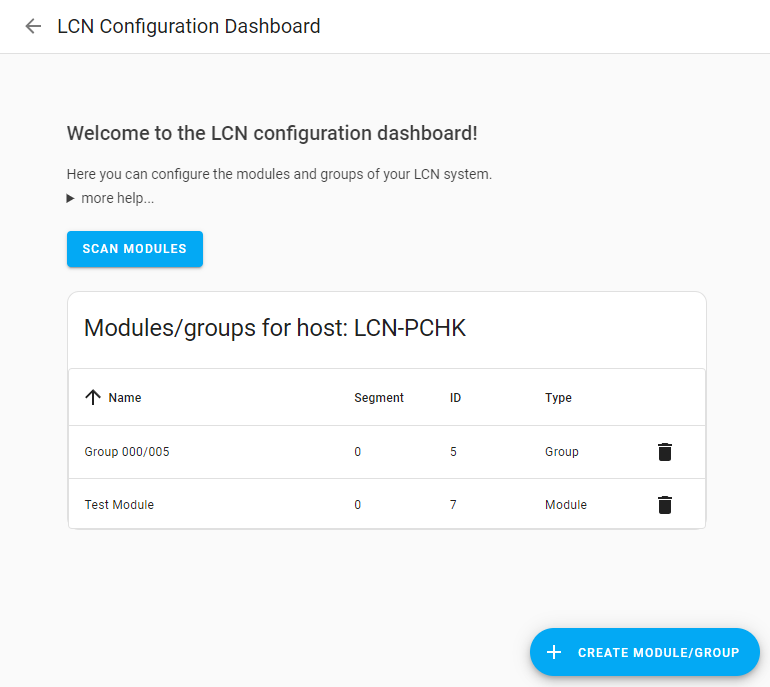 LCN Configuration Dashboard
Welcome to the LCN configuration dashboard!
Here you can configure the modules and groups of your LCN system.
more help...
SCAN MODULES
Modules/groups for host: LCN-PCHK
Name Segment ID Type
Group 000/005 0 5 Group
Test Module 0 7 Module
CREATE MODULE/GROUP